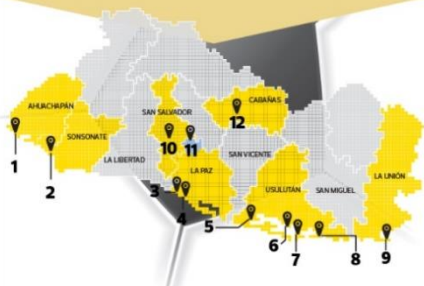 AHUACHAPÁN
SONSONATE
LA LIBERTAD
SAN SALVADOR
CABAÑAS
LA PAZ
SAN VICENTE
USULUTÁN
SAN MIGUEL
LA UNIÓN
1
2
3
4
5
6
7
8
9
10
11
12